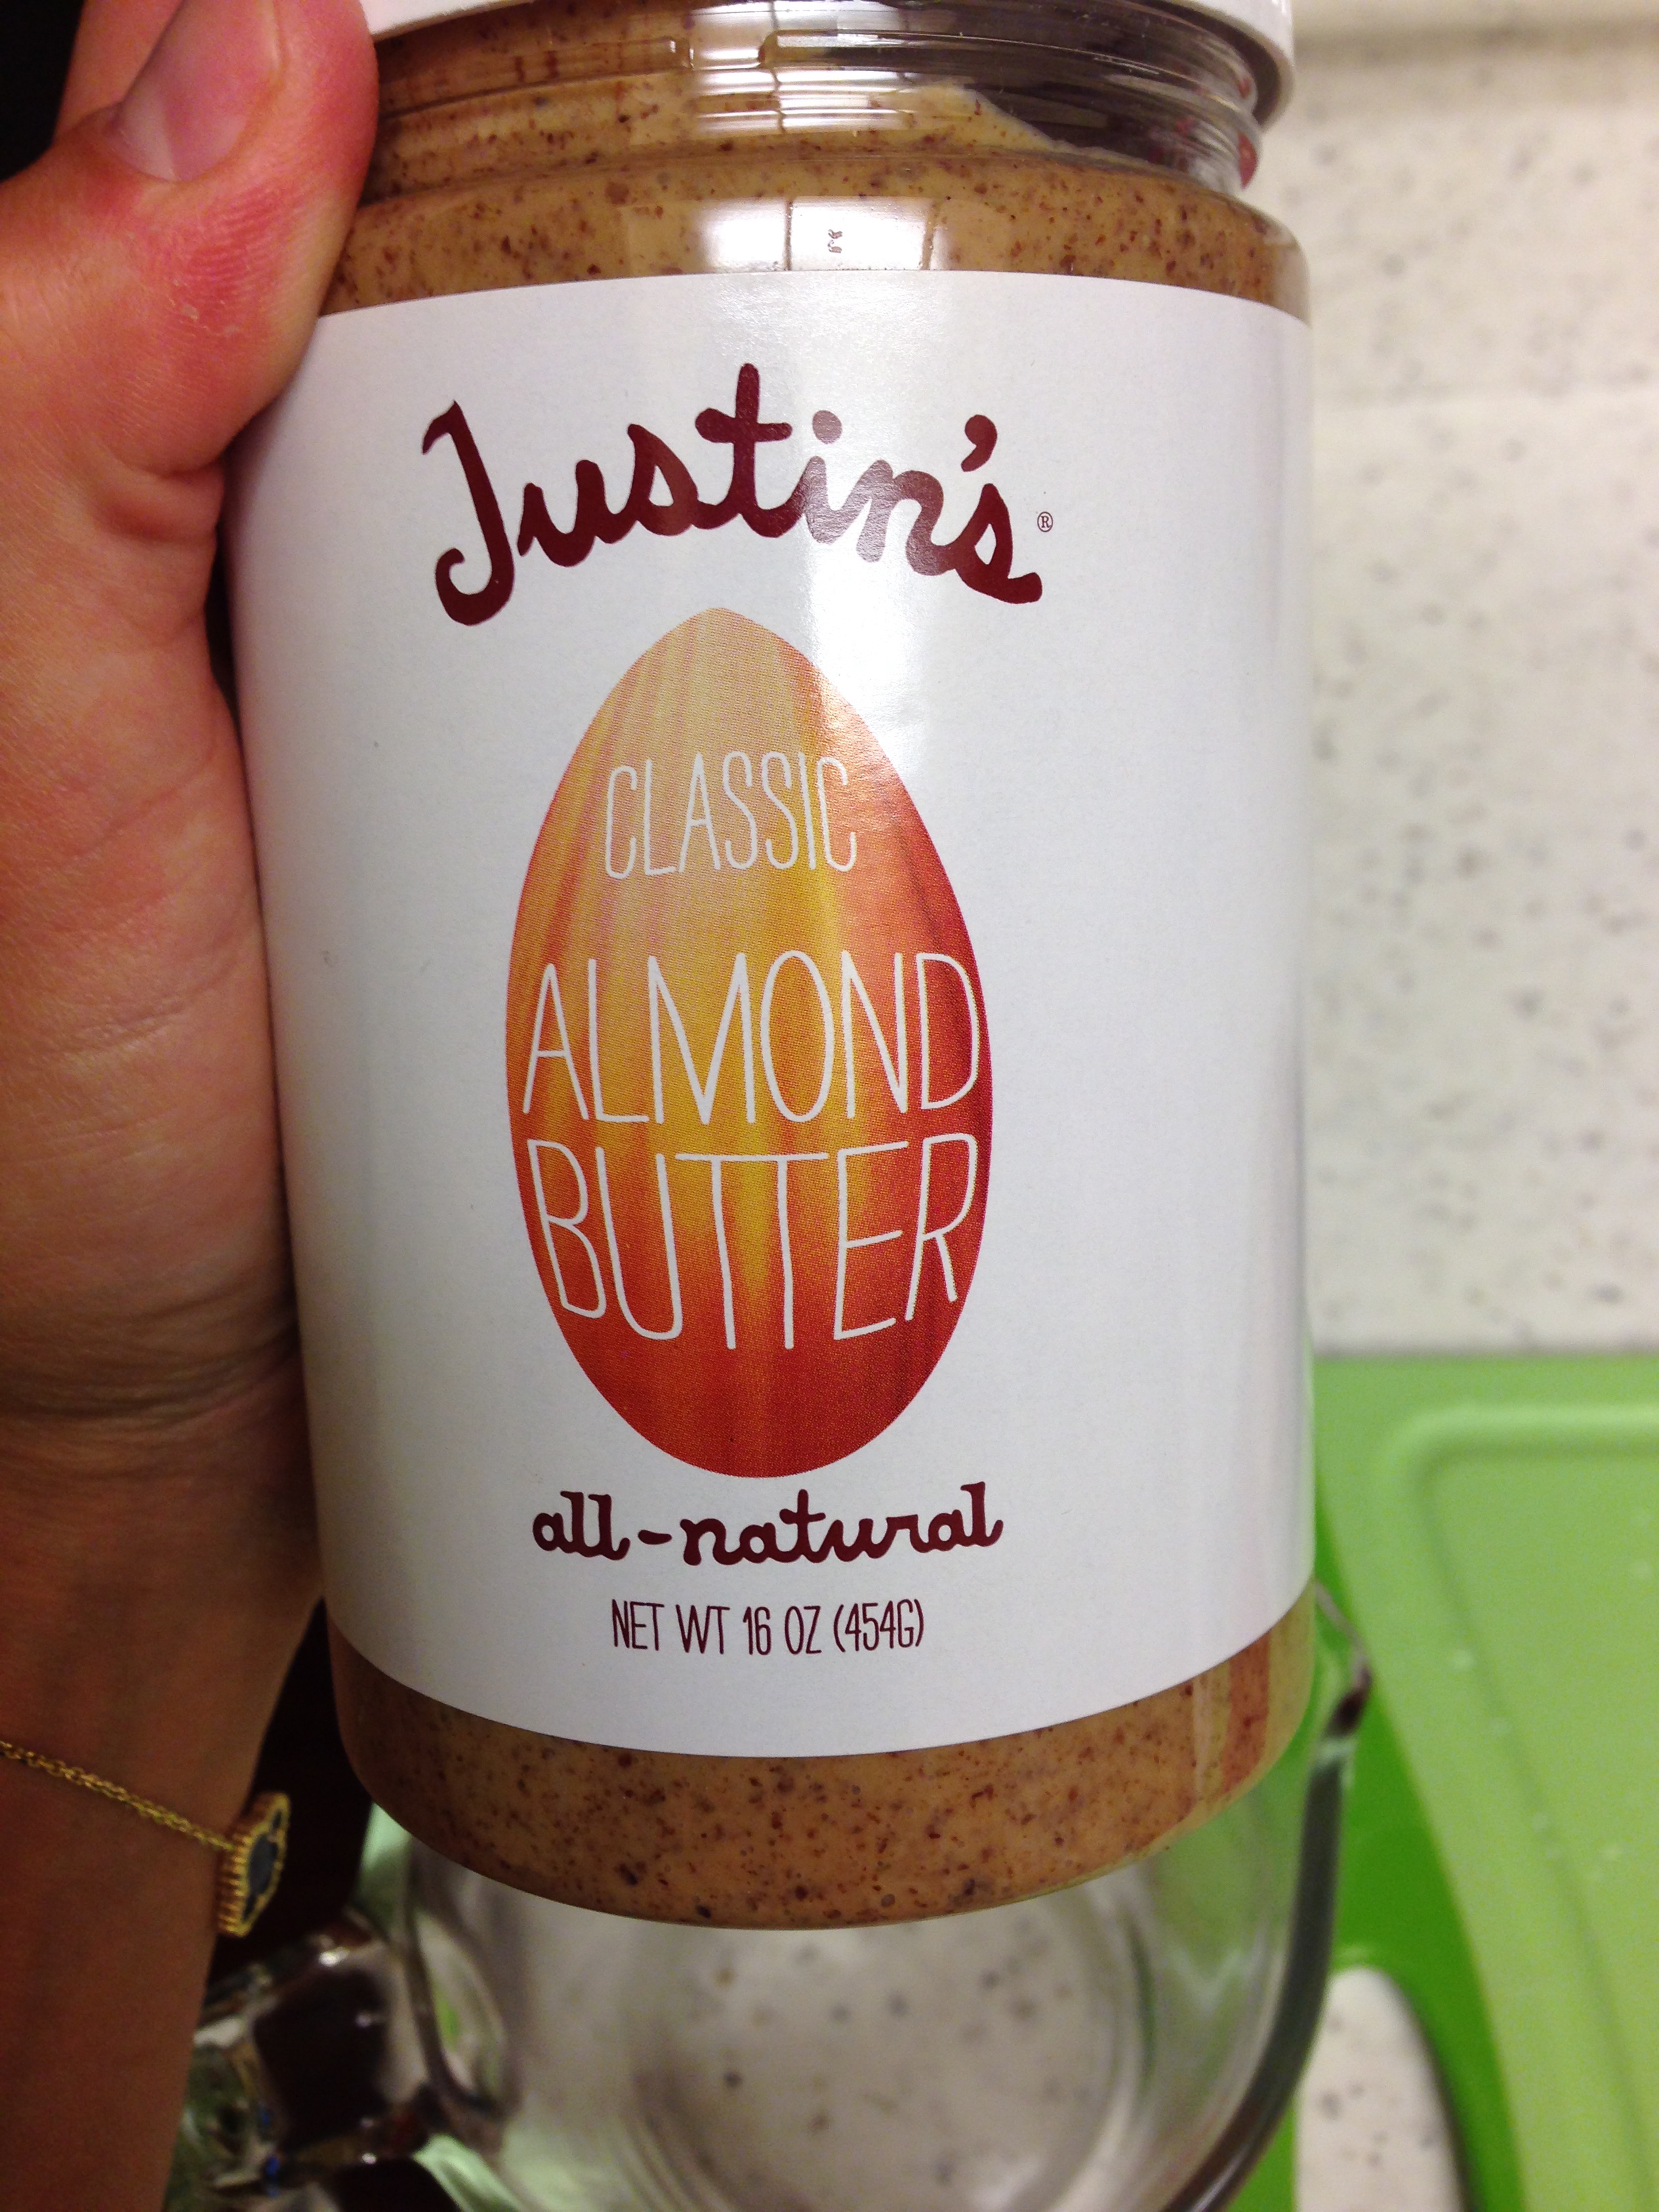 Justin's®
CLASSIC
ALMOND
BUTTER
all-natural
NET WT 16 OZ (454G)